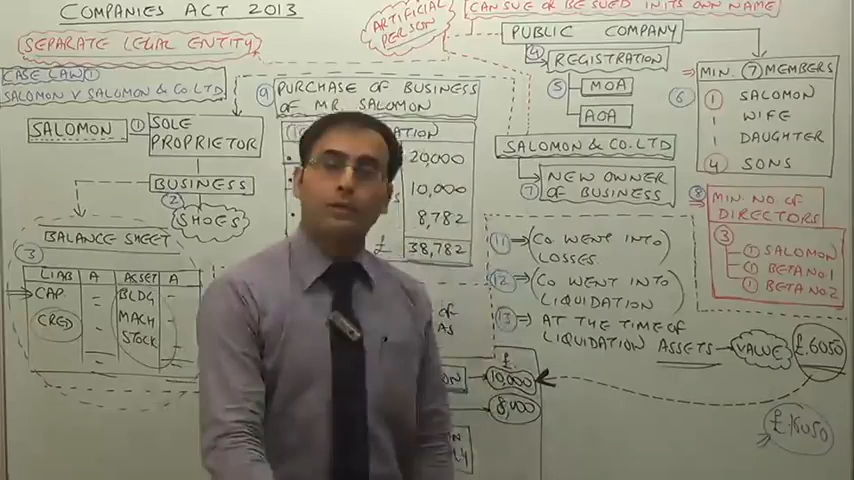 COMPANIES ACT 2013
SEPARATE LEGAL ENTITY
CASE LAW ①
SALOMON V SALOMON & CO. LTD
SALOMON
①
SOLE
PROPRIETOR
BUSINESS
②
SHOES
③
BALANCE SHEET
LIAB A ASSET A
CAP
CRED
BLDG
MACH
STOCK
ARTIFICIAL
PERSON
CAN SUE OR BE SUED IN ITS OWN NAME
⑨
PURCHASE OF BUSINESS
OF MR. SALOMON
20,000
10,000
8,782
£ 38,782
PUBLIC COMPANY
④ REGISTRATION
⑤
MOA
AOA
SALOMON & CO. LTD
⑦
NEW OWNER
OF BUSINESS
⑥
MIN. ⑦ MEMBERS
① SALOMON
1 WIFE
1 DAUGHTER
④ SONS
⑧
MIN NO OF
DIRECTORS
③
① SALOMON
① BETA NO.1
① BETA NO.2
⑪ CO WENT INTO
LOSSES
⑫ CO WENT INTO
LIQUIDATION
⑬ AT THE TIME OF
LIQUIDATION ASSETS VALUE £.6050
OF
£.
10,000
£.6050